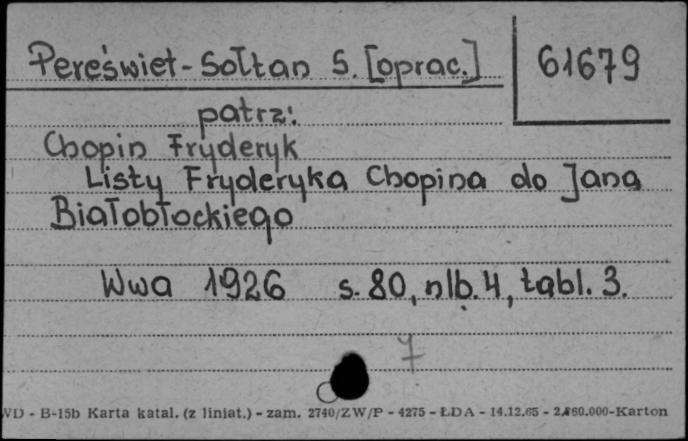 Pereświet-Sołtan S. [oprac.]
61679
patrz:
Chopin Fryderyk
Listy Fryderyka Chopina do Jana
Białobłockiego
Wwa 1926 s. 80, nlb. 4, tabl. 3.
7
WD - B-15b Karta katal. (z liniat.) - zam. 2740/ZW/P - 4275 - ŁDA - 14.12.65 - 2.860.000-Karton